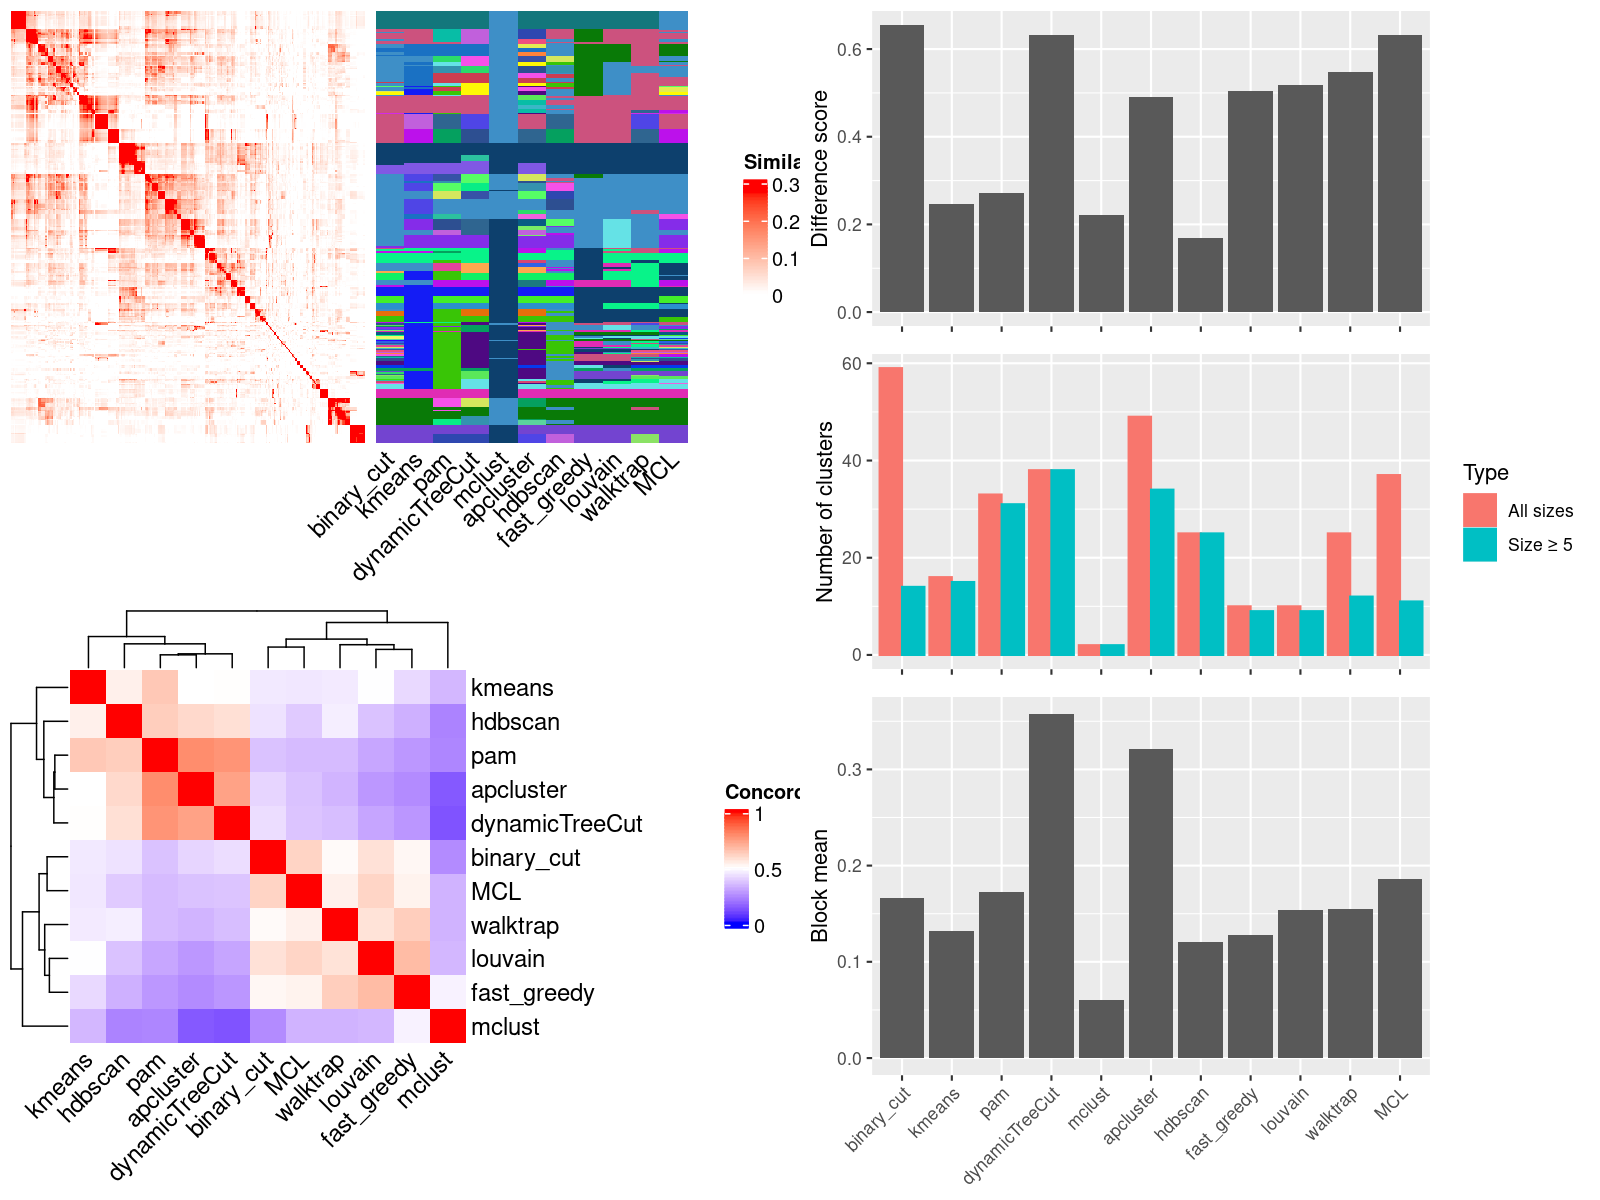 Simila
0.3
0.2
0.1
0
binary_cut
kmeans
pam
dynamicTreeCut
mclust
apcluster
hdbscan
fast_greedy
louvain
walktrap
MCL
kmeans
hdbscan
pam
apcluster
dynamicTreeCut
binary_cut
MCL
walktrap
louvain
fast_greedy
mclust
kmeans
hdbscan
pam
apcluster
dynamicTreeCut
binary_cut
MCL
walktrap
louvain
fast_greedy
mclust
Concord
1
0.5
0
Difference score
0.6
0.4
0.2
0.0
Number of clusters
60
40
20
0
Type
All sizes
Size ≥ 5
Block mean
0.3
0.2
0.1
0.0
binary_cut
kmeans
pam
dynamicTreeCut
mclust
apcluster
hdbscan
fast_greedy
louvain
walktrap
MCL